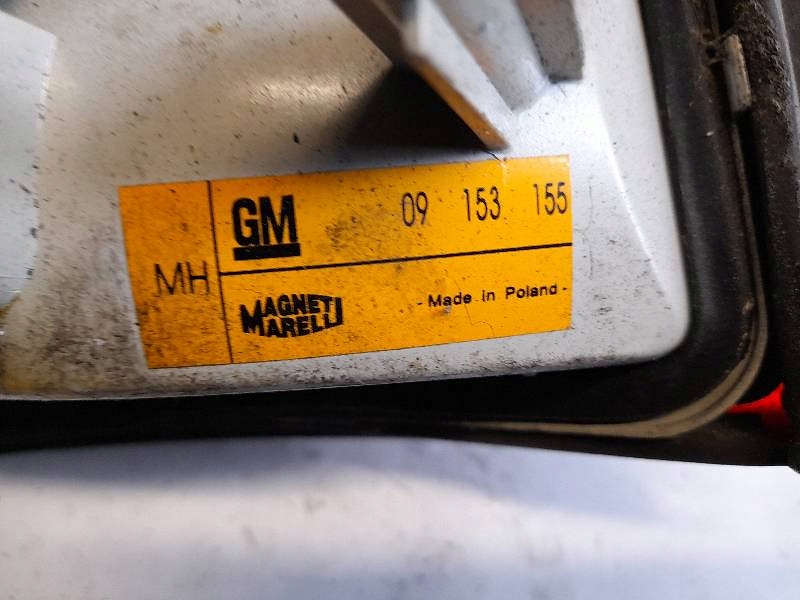 MH
GM 09 153 155
MAGNETI
MARELLI
- Made in Poland -